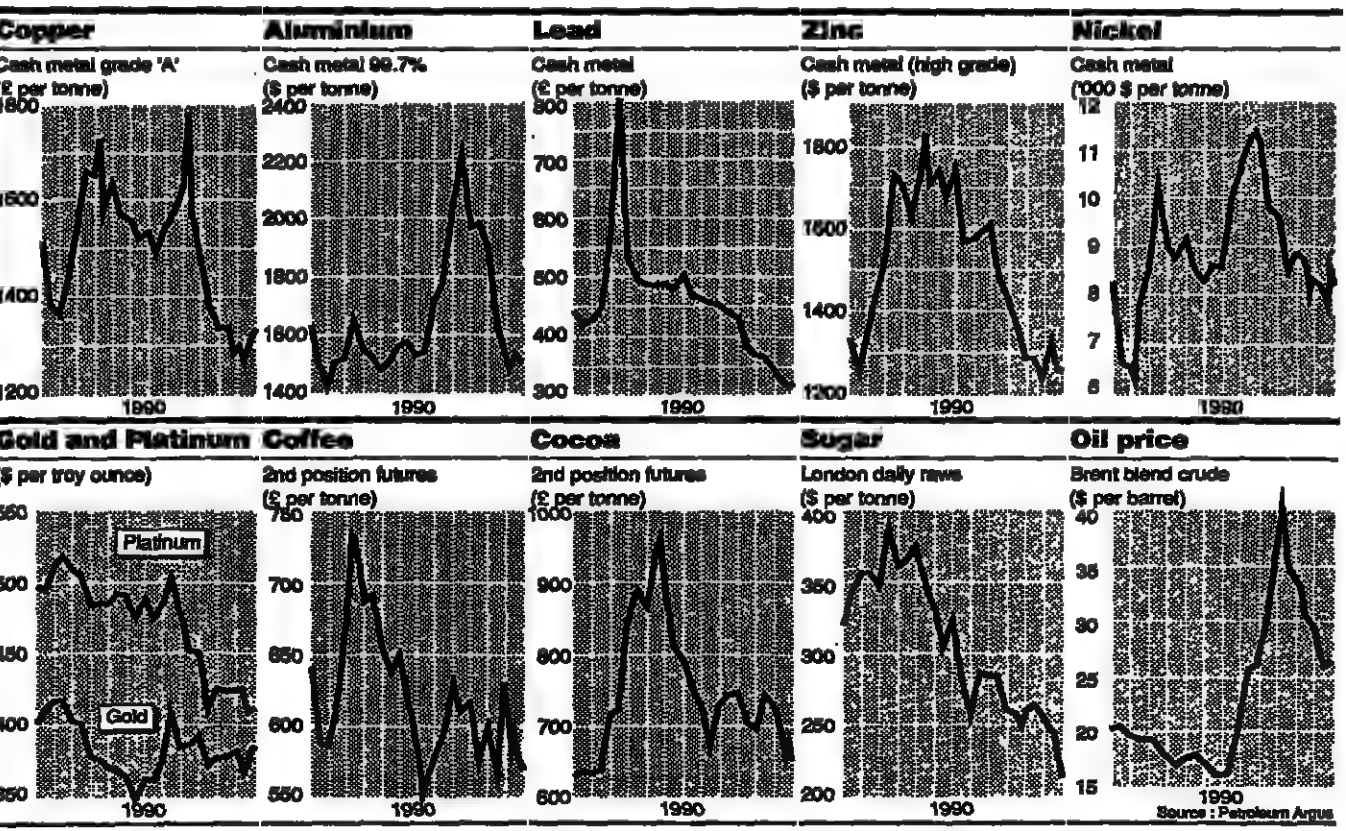 Copper
Cash metal grade 'A'
(£ per tonne)
1800
1600
1400
1200
1990
Aluminium
Cash metal 99.7%
($ per tonne)
2400
2200
2000
1800
1600
1400
1990
Lead
Cash metal
(£ per tonne)
800
700
600
500
400
300
1990
Zinc
Cash metal (high grade)
($ per tonne)
1800
1600
1400
1200
1990
Nickel
Cash metal
('000 $ per tonne)
12
11
10
9
8
7
6
1990
Gold and Platinum
($ per troy ounce)
550
500
450
400
350
Platinum
Gold
1990
Coffee
2nd position futures
(£ per tonne)
750
700
650
600
550
1990
Cocoa
2nd position futures
(£ per tonne)
1000
900
800
700
600
1990
Sugar
London daily raws
($ per tonne)
400
350
300
250
200
1990
Oil price
Brent blend crude
($ per barrel)
40
35
30
25
20
15
1990
Source : Petroleum Argus